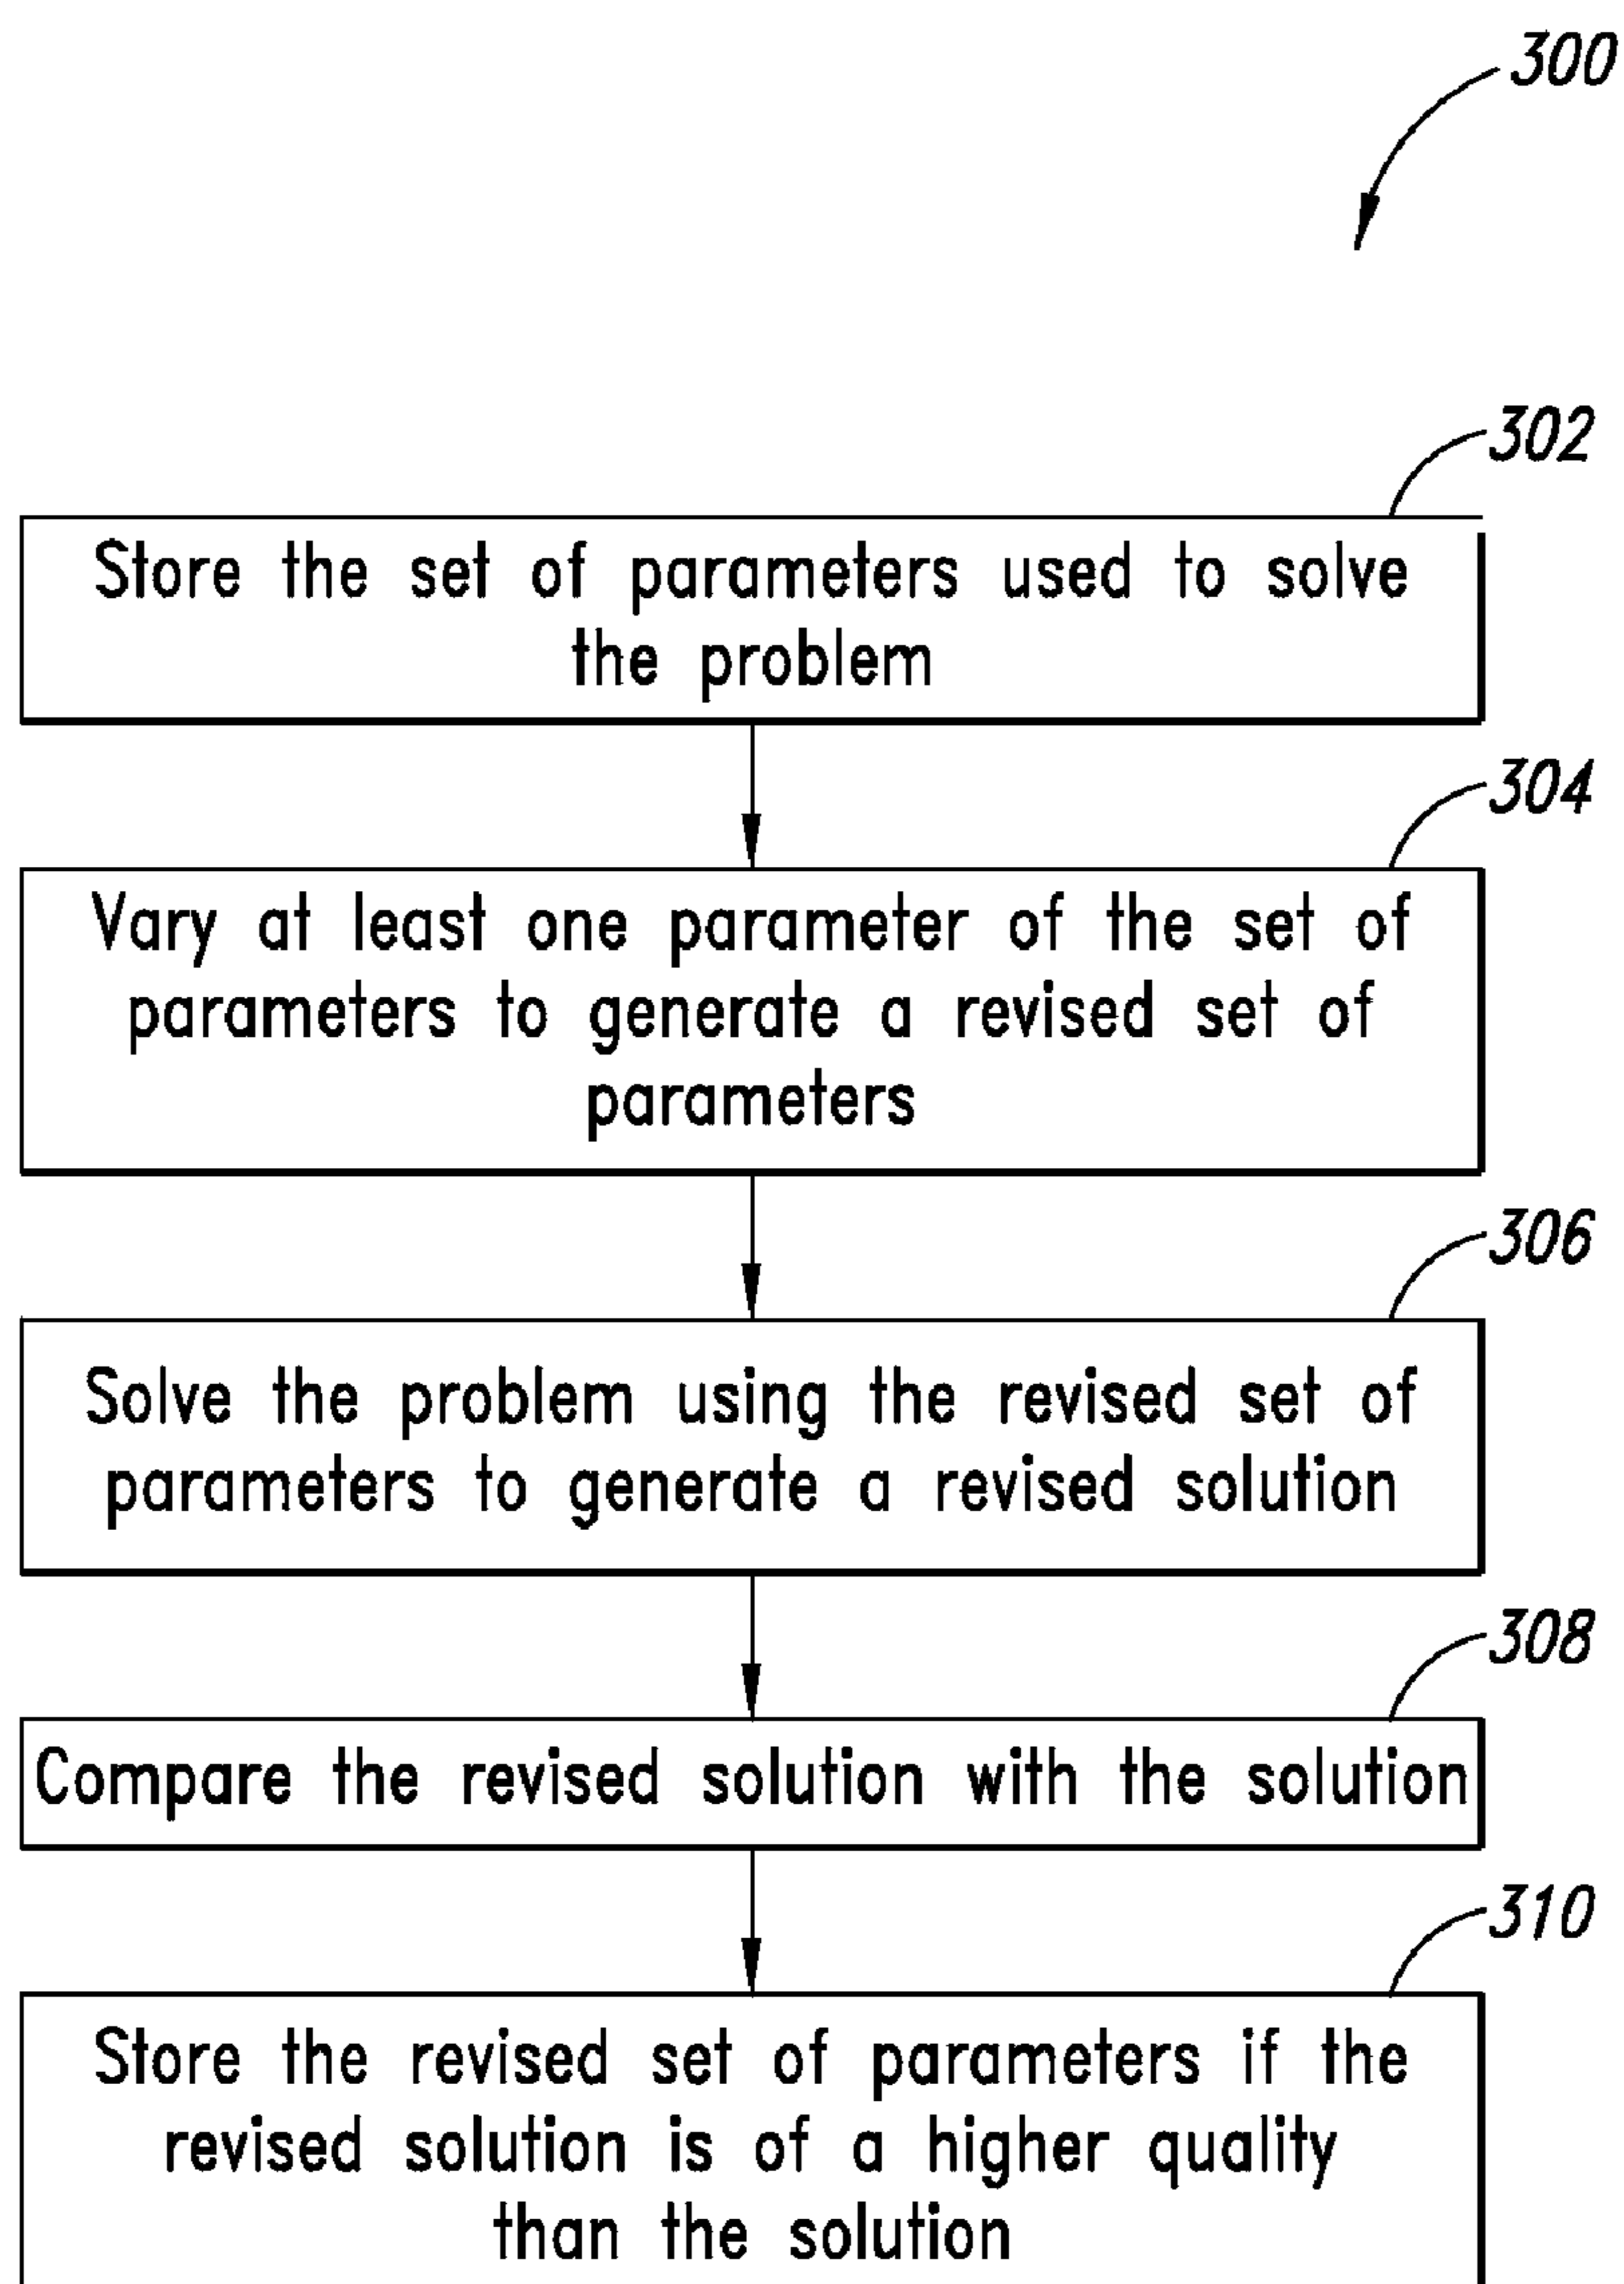 300
302
Store the set of parameters used to solve
the problem
304
Vary at least one parameter of the set of
parameters to generate a revised set of
parameters
306
Solve the problem using the revised set of
parameters to generate a revised solution
308
Compare the revised solution with the solution
310
Store the revised set of parameters if the
revised solution is of a higher quality
than the solution